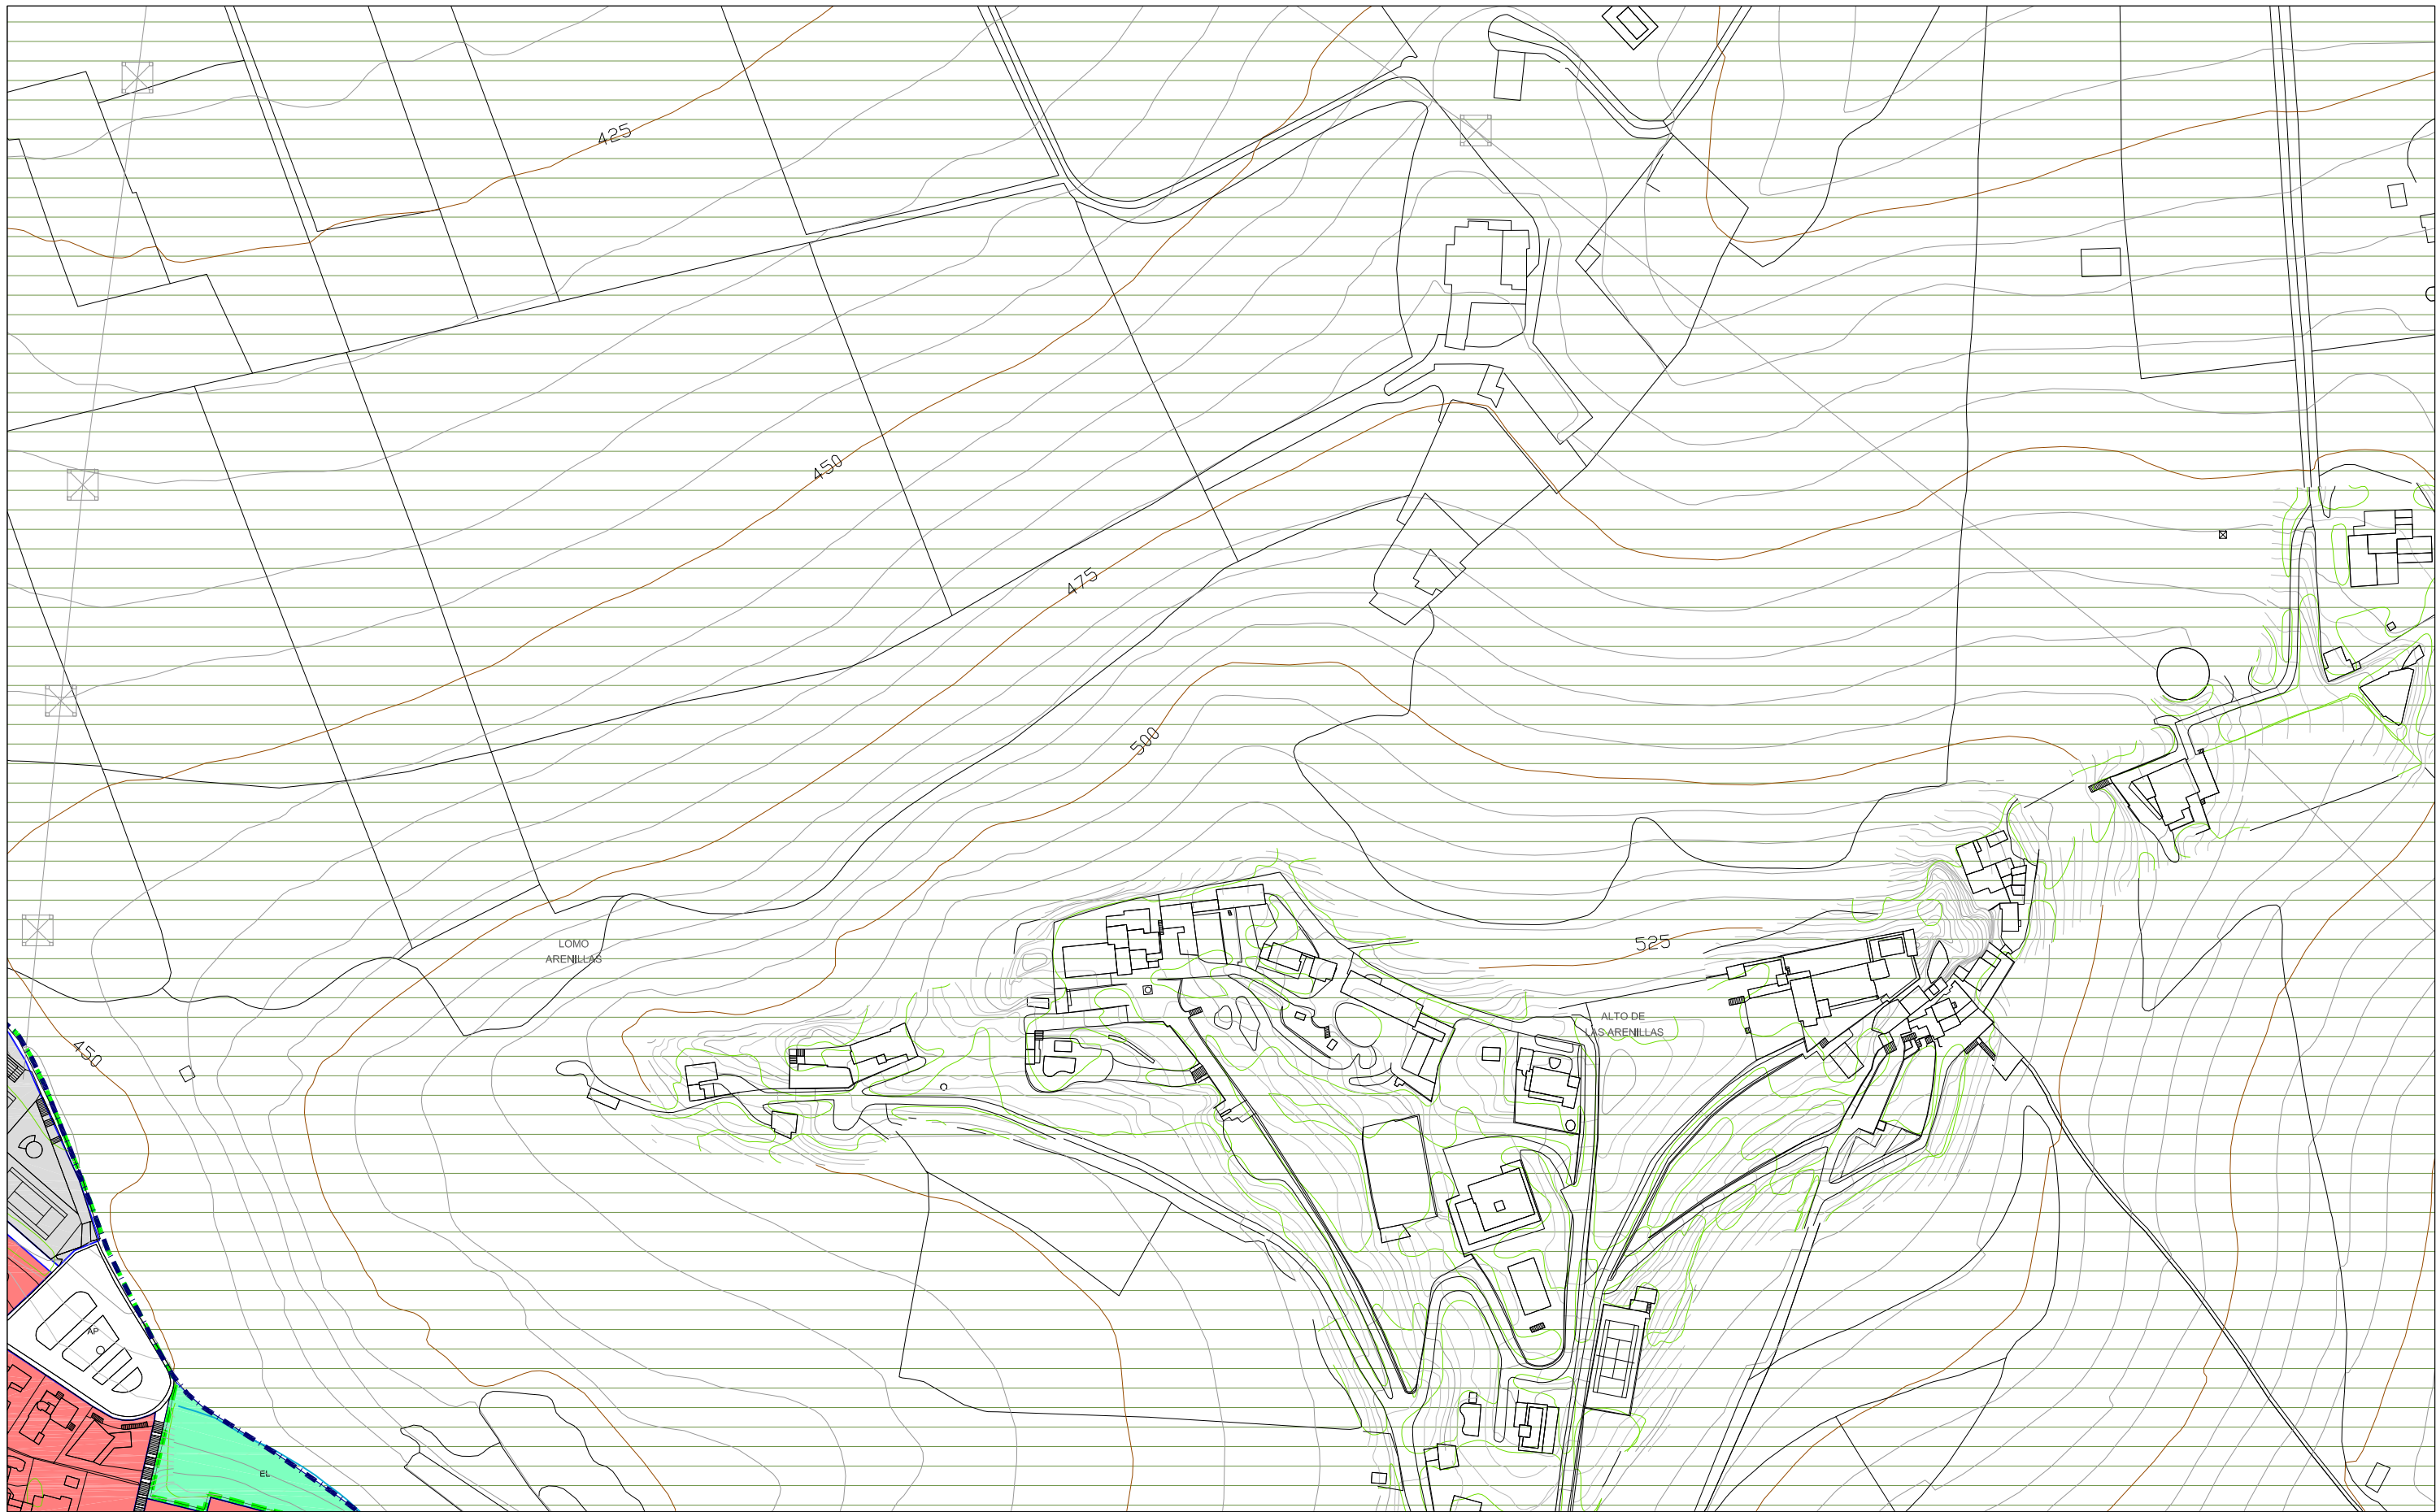 425
450
475
500
LOMO
ARENILLAS
525
ALTO DE
LAS ARENILLAS
450
AP
EL